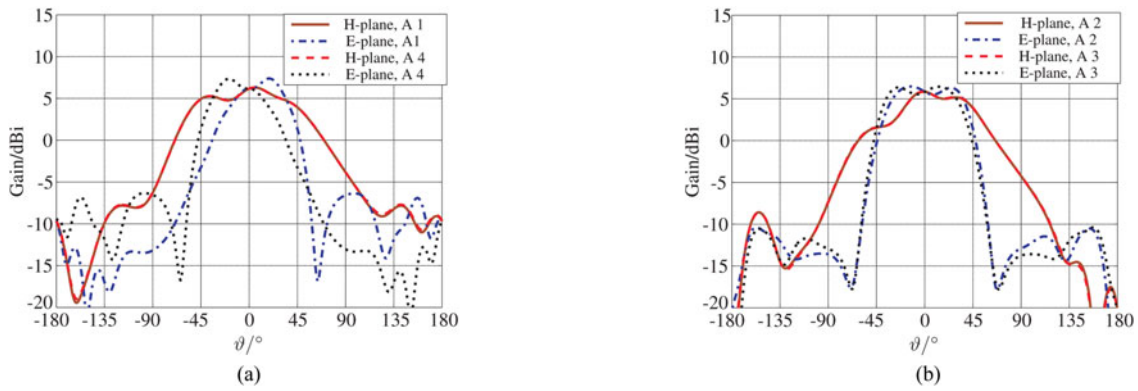 15
10
5
0
-5
-10
-15
-20
Gain/dBi
H-plane, A 1
E-plane, A1
H-plane, A 4
E-plane, A 4
-180 -135 -90 -45 0 45 90 135 180
ϑ/°
(a)
15
10
5
0
-5
-10
-15
-20
Gain/dBi
H-plane, A 2
E-plane, A 2
H-plane, A 3
E-plane, A 3
-180 -135 -90 -45 0 45 90 135 180
ϑ/°
(b)